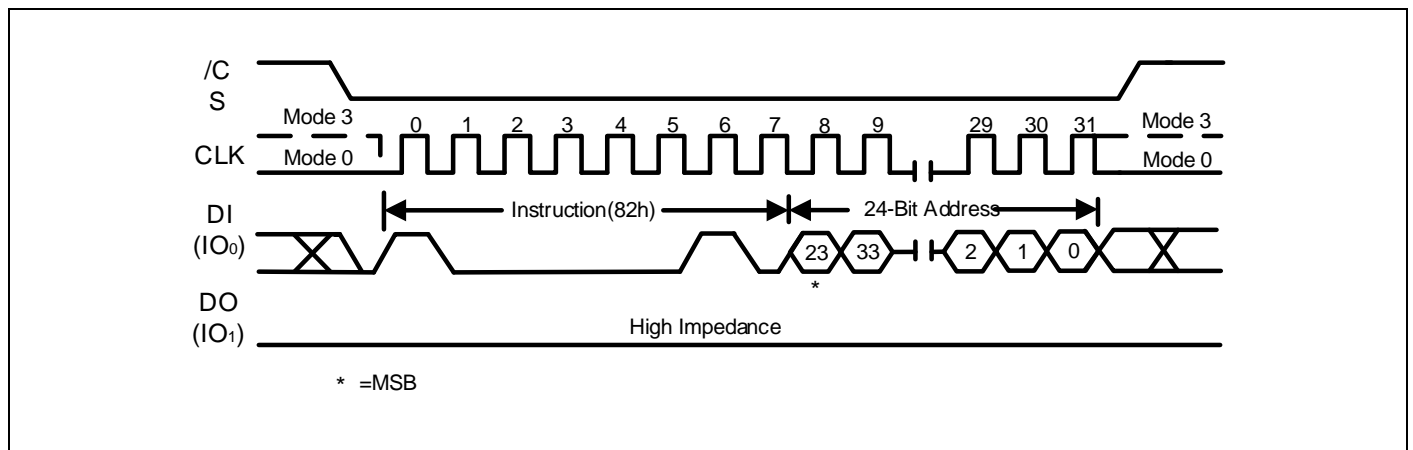 /C
S
Mode 3
CLK
Mode 0
0 1 2 3 4 5 6 7 8 9 29 30 31
Mode 3
Mode 0
DI
(IO₀)
Instruction(82h)
24-Bit Address
23 33 2 1 0
*
DO
(IO₁)
High Impedance
* =MSB